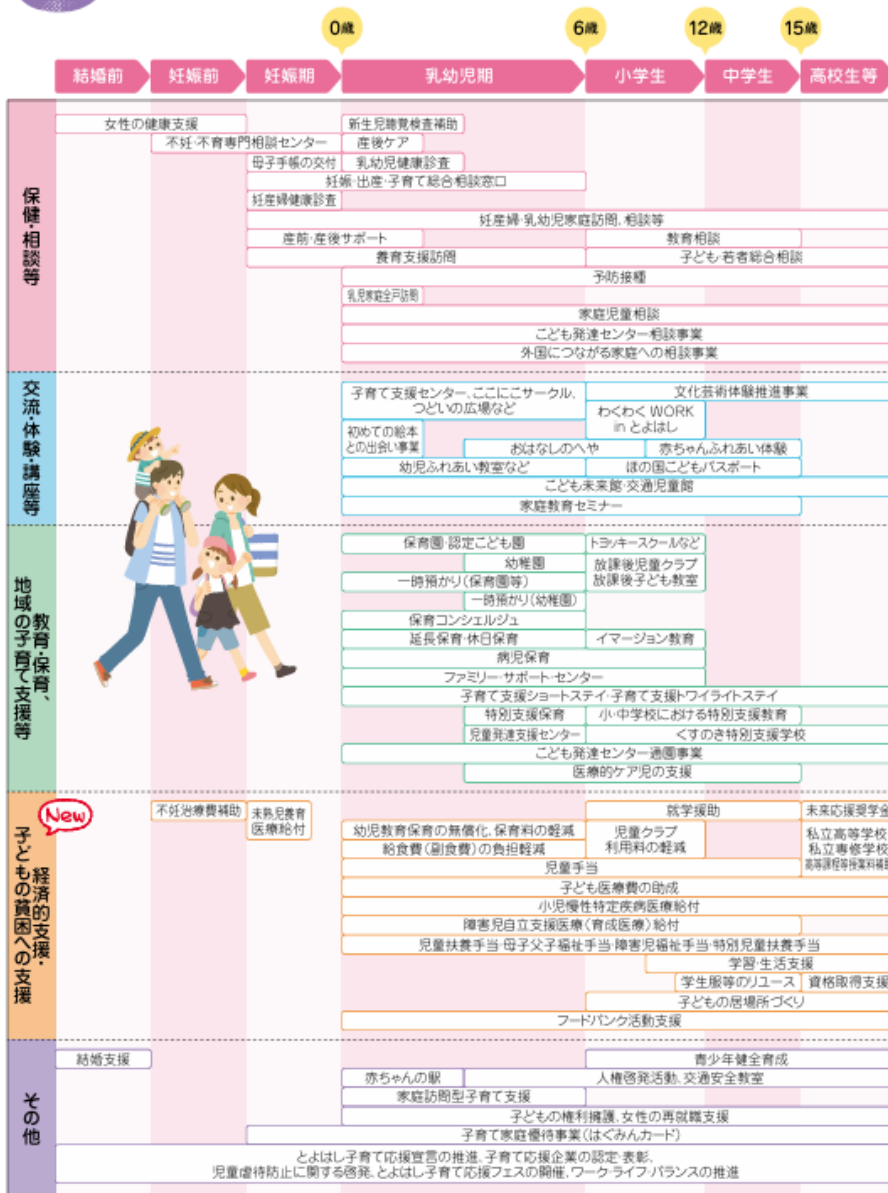 0歳 6歳 12歳 15歳
結婚前 妊娠前 妊娠期 乳幼児期 小学生 中学生 高校生等
保健・相談等
女性の健康支援 新生児聴覚検査補助
不妊・不育専門相談センター 産後ケア
母子手帳の交付 乳幼児健康診査
妊娠・出産・子育て総合相談窓口
妊産婦健康診査
妊産婦・乳幼児家庭訪問、相談等
産前・産後サポート 教育相談
養育支援訪問 子ども・若者総合相談
予防接種
乳児家庭全戸訪問
家庭児童相談
こども発達センター相談事業
外国につながる家庭への相談事業
交流・体験・講座等
子育て支援センター、ここにこサークル、 文化芸術体験推進事業
つどいの広場など
わくわく WORK
in とよはし
初めての絵本
との出会い事業
おはなしのへや 赤ちゃんふれあい体験
幼児ふれあい教室など ほの国こどもパスポート
こども未来館・交通児童館
家庭教育セミナー
教育・保育、
地域の子育て支援等
保育園・認定こども園 トヨッキースクールなど
幼稚園 放課後児童クラブ
一時預かり(保育園等) 放課後子ども教室
一時預かり(幼稚園)
保育コンシェルジュ
延長保育・休日保育 イマージョン教育
病児保育
ファミリー・サポート・センター
子育て支援ショートステイ・子育て支援トワイライトステイ
特別支援保育 小・中学校における特別支援教育
児童発達支援センター くすのき特別支援学校
こども発達センター通園事業
医療的ケア児の支援
New
経済的支援・
子どもの貧困への支援
不妊治療費補助 未熟児養育 就学援助 未来応援奨学金
医療給付
幼児教育保育の無償化、保育料の軽減 児童クラブ 私立高等学校
給食費(副食費)の負担軽減 利用料の軽減 私立専修学校
児童手当 高等課程等授業料補助
子ども医療費の助成
小児慢性特定疾病医療給付
障害児自立支援医療(育成医療)給付
児童扶養手当・母子父子福祉手当・障害児福祉手当・特別児童扶養手当
学習・生活支援
学生服等のリユース 資格取得支援
子どもの居場所づくり
フードバンク活動支援
その他
結婚支援 青少年健全育成
赤ちゃんの駅 人権啓発活動、交通安全教室
家庭訪問型子育て支援
子どもの権利擁護、女性の再就職支援
子育て家庭優待事業(はぐみんカード)
とよはし子育て応援宣言の推進、子育て応援企業の認定・表彰、
児童虐待防止に関する啓発、とよはし子育て応援フェスの開催、ワーク・ライフ・バランスの推進